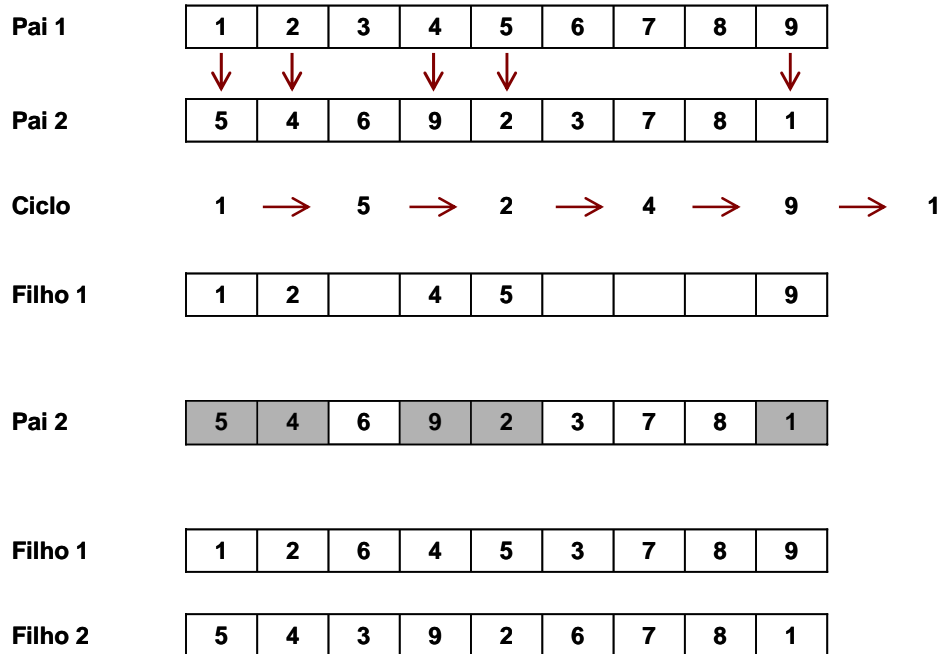 Pai 1 1 2 3 4 5 6 7 8 9
Pai 2 5 4 6 9 2 3 7 8 1
Ciclo 1 5 2 4 9 1
Filho 1 1 2 4 5 9
Pai 2 5 4 6 9 2 3 7 8 1
Filho 1 1 2 6 4 5 3 7 8 9
Filho 2 5 4 3 9 2 6 7 8 1